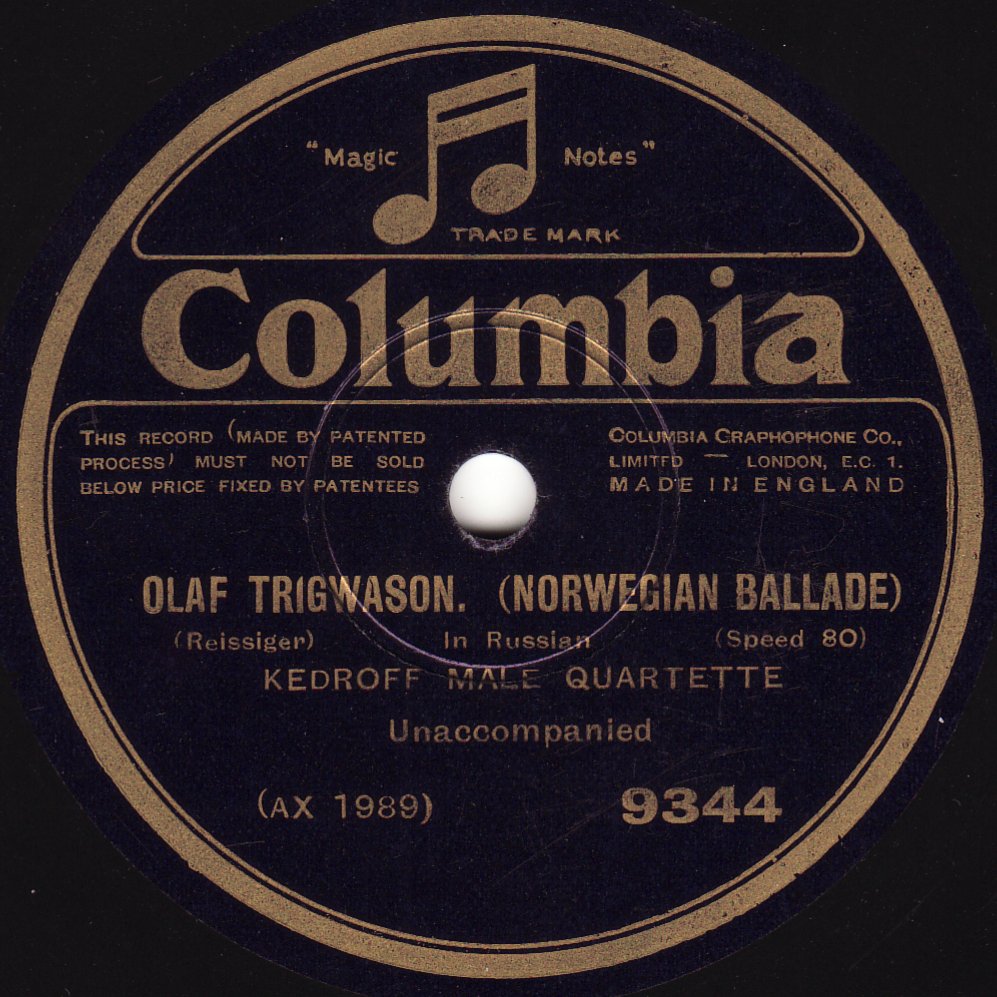 "Magic Notes"
TRADE MARK
Columbia
THIS RECORD (MADE BY PATENTED
PROCESS) MUST NOT BE SOLD
BELOW PRICE FIXED BY PATENTEES
COLUMBIA GRAPHOPHONE CO.,
LIMITED — LONDON, E.C. 1.
MADE IN ENGLAND
OLAF TRIGWASON. (NORWEGIAN BALLADE)
(Reissiger) In Russian (Speed 80)
KEDROFF MALE QUARTETTE
Unaccompanied
(AX 1989) 9344